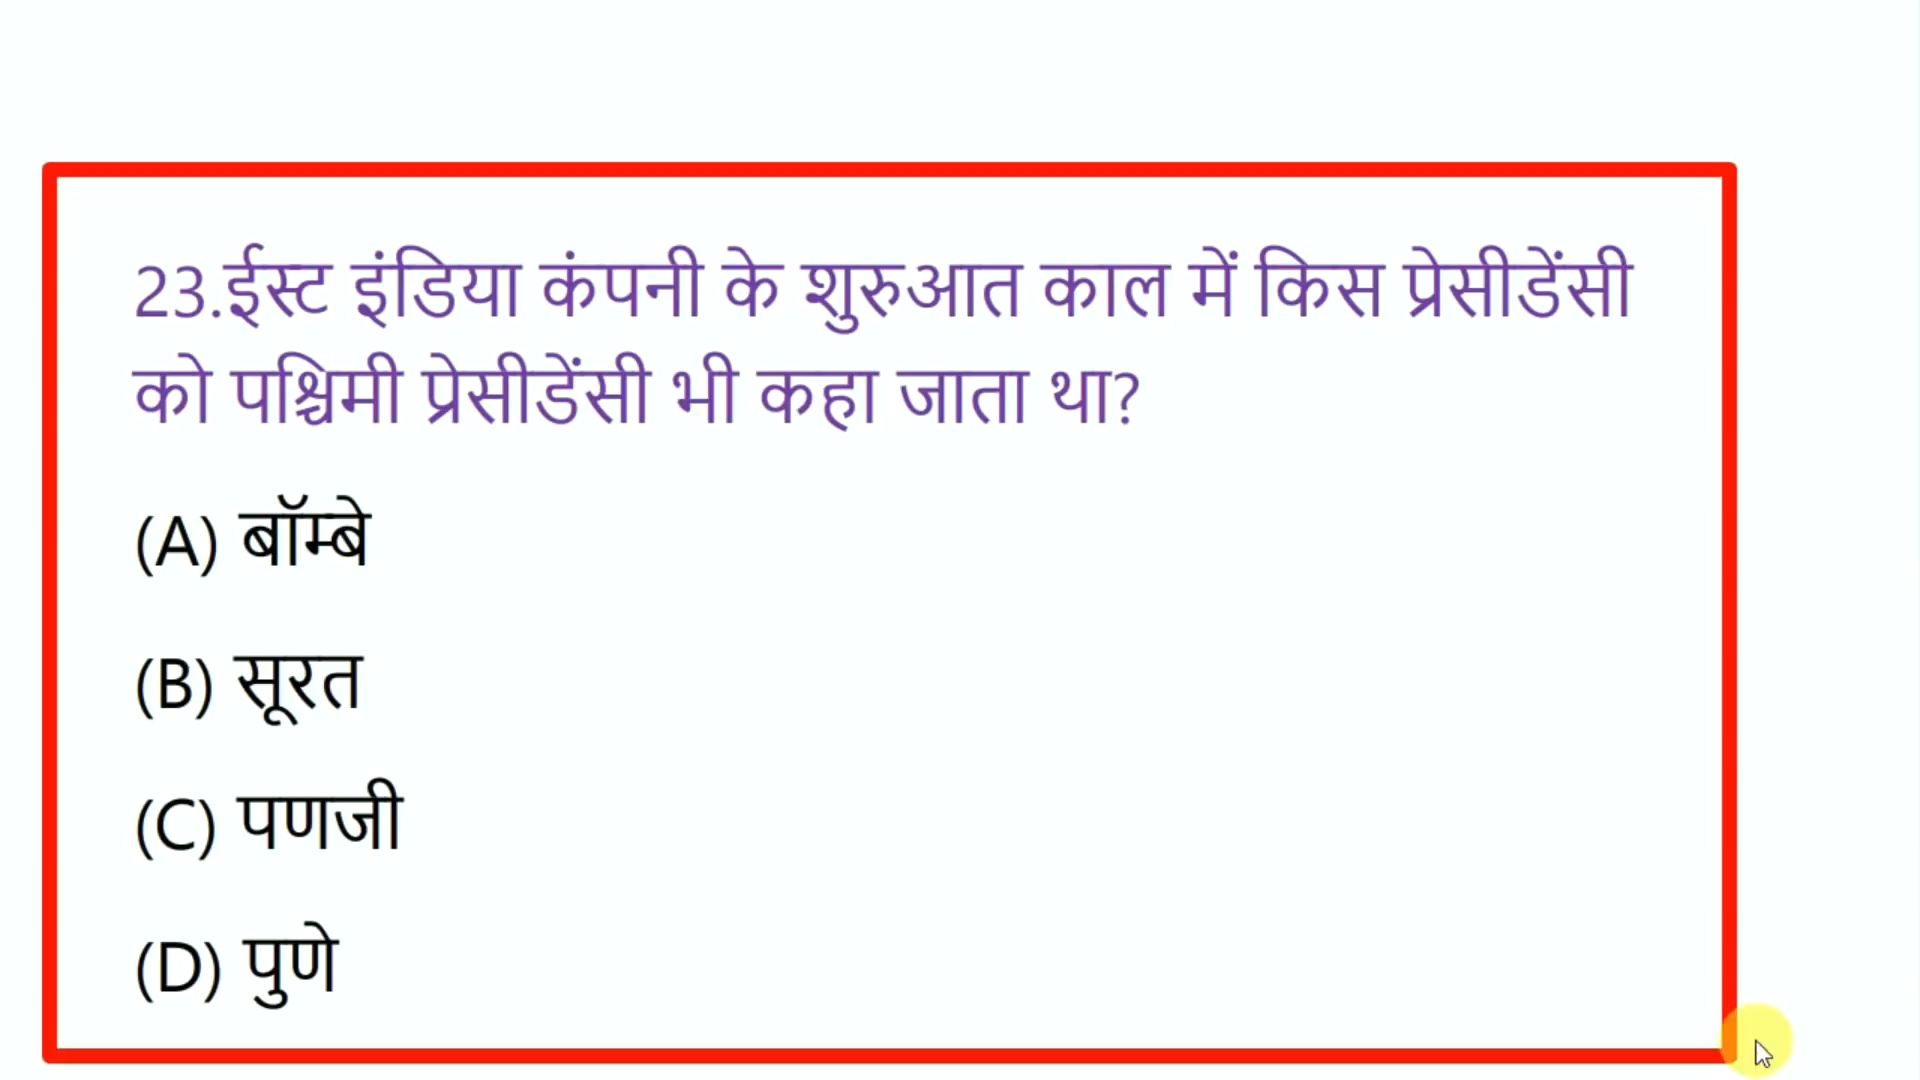 23.ईस्ट इंडिया कंपनी के शुरुआत काल में किस प्रेसीडेंसी
को पश्चिमी प्रेसीडेंसी भी कहा जाता था?
(A) बॉम्बे
(B) सूरत
(C) पणजी
(D) पुणे